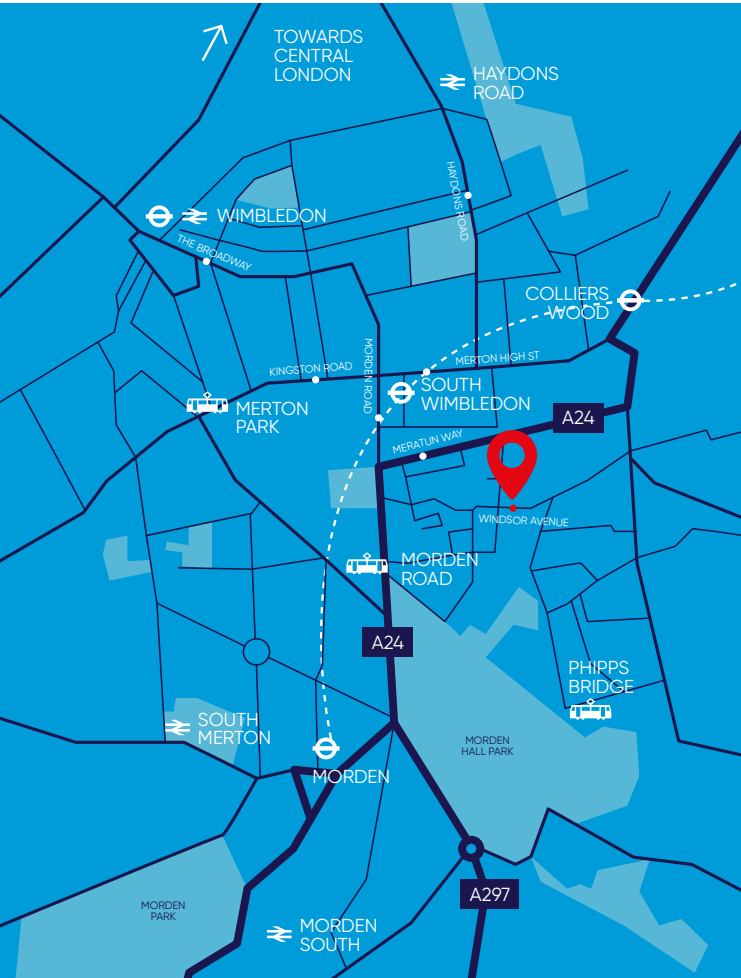 TOWARDS
CENTRAL
LONDON
HAYDONS
ROAD
HAYDONS ROAD
WIMBLEDON
THE BROADWAY
COLLIERS
WOOD
MERTON HIGH ST
KINGSTON ROAD
MORDEN ROAD
SOUTH
WIMBLEDON
MERTON
PARK
A24
MERATUN WAY
WINDSOR AVENUE
MORDEN
ROAD
A24
PHIPPS
BRIDGE
SOUTH
MERTON
MORDEN
HALL PARK
MORDEN
A297
MORDEN
PARK
MORDEN
SOUTH